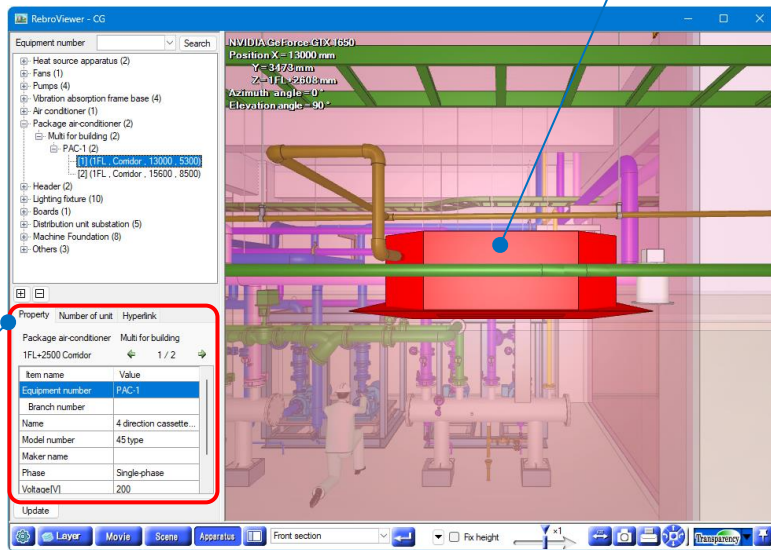 RebroViewer - CG
Equipment number
Search
Heat source apparatus (2)
Fans (1)
Pumps (4)
Vibration absorption frame base (4)
Air conditioner (1)
Package air-conditioner (2)
Multi for building (2)
PAC-1 (2)
[1] (1FL , Corridor , 13000 , 5300)
[2] (1FL , Corridor , 15600 , 8500)
Header (2)
Lighting fixture (10)
Boards (1)
Distribution unit substation (5)
Machine Foundation (8)
Others (3)
Property Number of unit Hyperlink
Package air-conditioner Multi for building
1FL+2500 Corridor 1 / 2
Item name Value
Equipment number PAC-1
Branch number
Name 4 direction cassette...
Model number 45 type
Maker name
Phase Single-phase
Voltage[V] 200
Update
NVIDIA GeForce GTX 1650
Position X = 13000 mm
Y = 3473 mm
Z = 1FL +2608 mm
Azimuth angle = 0 °
Elevation angle = 90 °
Layer Movie Scene Apparatus Front section Fix height ×1 Transparency